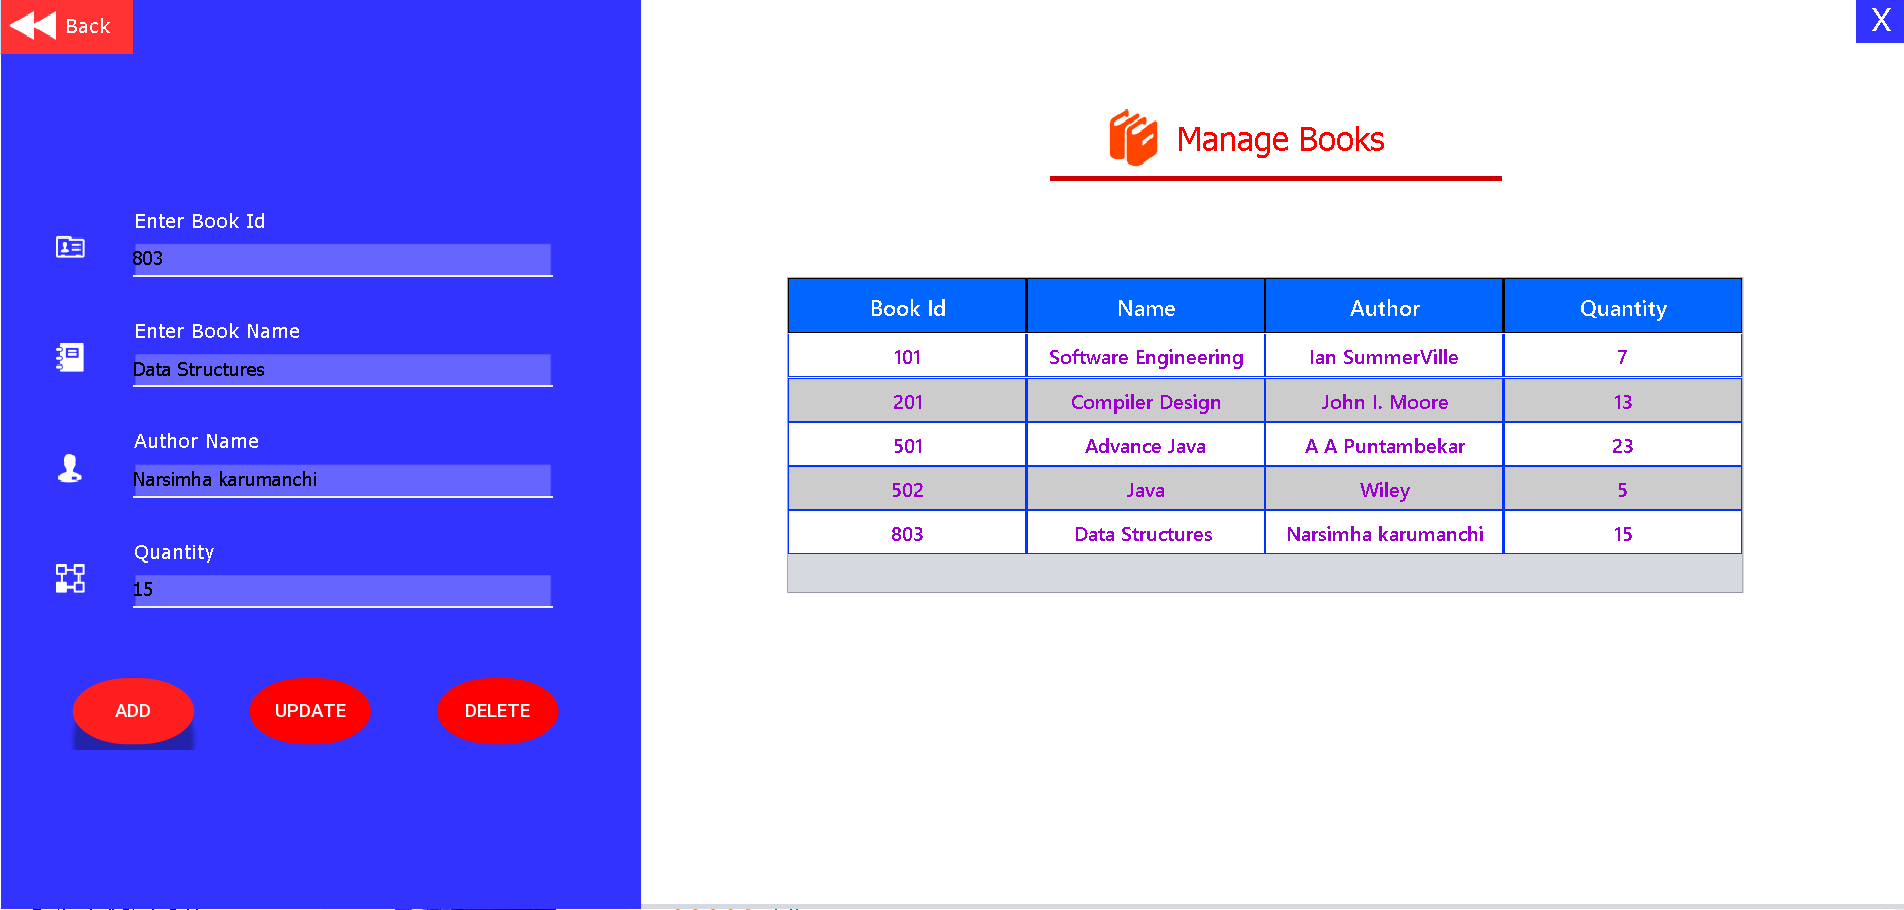 Back
X
Manage Books
Enter Book Id
803
Enter Book Name
Data Structures
Author Name
Narsimha karumanchi
Quantity
15
ADD UPDATE DELETE
Book Id Name Author Quantity
101 Software Engineering Ian SummerVille 7
201 Compiler Design John I. Moore 13
501 Advance Java A A Puntambekar 23
502 Java Wiley 5
803 Data Structures Narsimha karumanchi 15